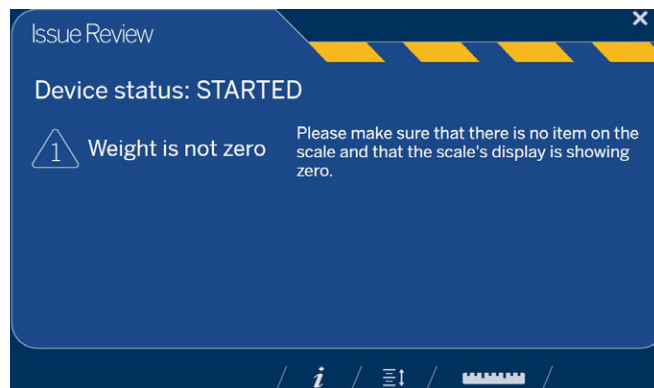 Issue Review
Device status: STARTED
1 Weight is not zero
Please make sure that there is no item on the
scale and that the scale's display is showing
zero.